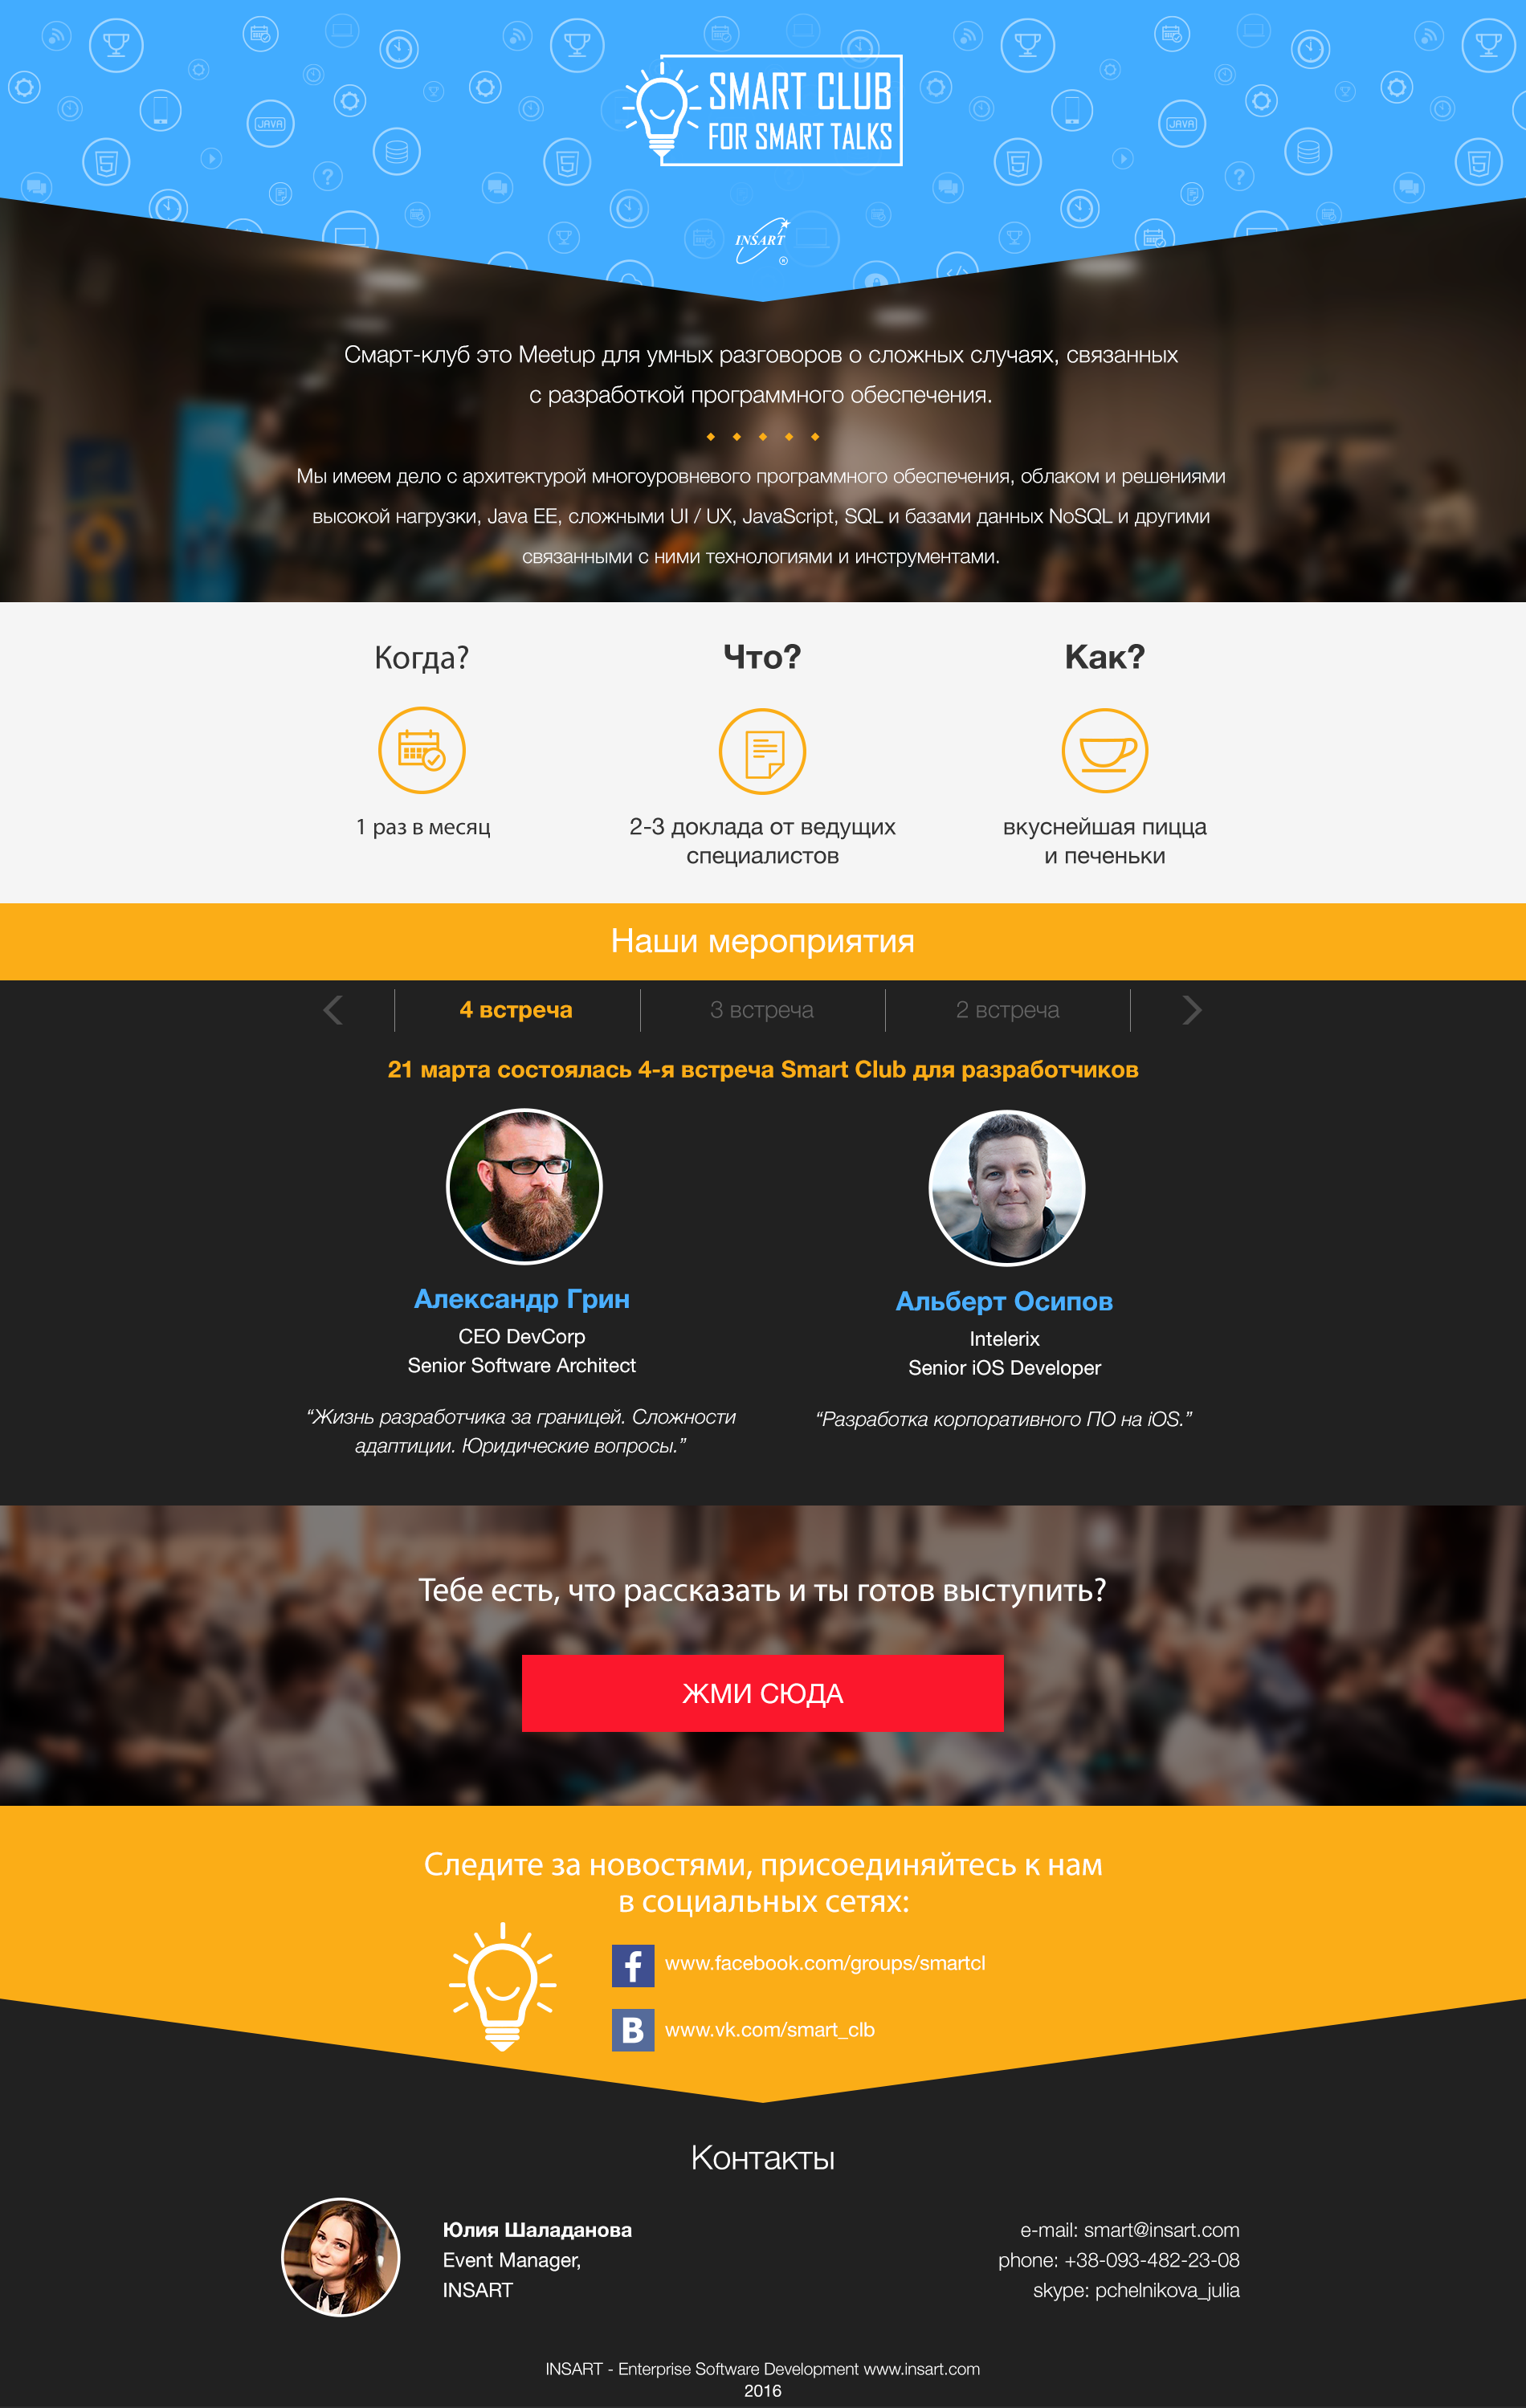 SMART CLUB
FOR SMART TALKS
INSART
Смарт-клуб это Meetup для умных разговоров о сложных случаях, связанных
с разработкой программного обеспечения.
Мы имеем дело с архитектурой многоуровневого программного обеспечения, облаком и решениями
высокой нагрузки, Java EE, сложными UI / UX, JavaScript, SQL и базами данных NoSQL и другими
связанными с ними технологиями и инструментами.
Когда?
1 раз в месяц
Что?
2-3 доклада от ведущих
специалистов
Как?
вкуснейшая пицца
и печеньки
Наши мероприятия
4 встреча
3 встреча
2 встреча
21 марта состоялась 4-я встреча Smart Club для разработчиков
Александр Грин
CEO DevCorp
Senior Software Architect
“Жизнь разработчика за границей. Сложности
адаптиции. Юридические вопросы.”
Альберт Осипов
Intelerix
Senior iOS Developer
“Разработка корпоративного ПО на iOS.”
Тебе есть, что рассказать и ты готов выступить?
ЖМИ СЮДА
Следите за новостями, присоединяйтесь к нам
в социальных сетях:
www.facebook.com/groups/smartcl
www.vk.com/smart_clb
Контакты
Юлия Шаладанова
Event Manager,
INSART
e-mail: smart@insart.com
phone: +38-093-482-23-08
skype: pchelnikova_julia
INSART - Enterprise Software Development www.insart.com
2016